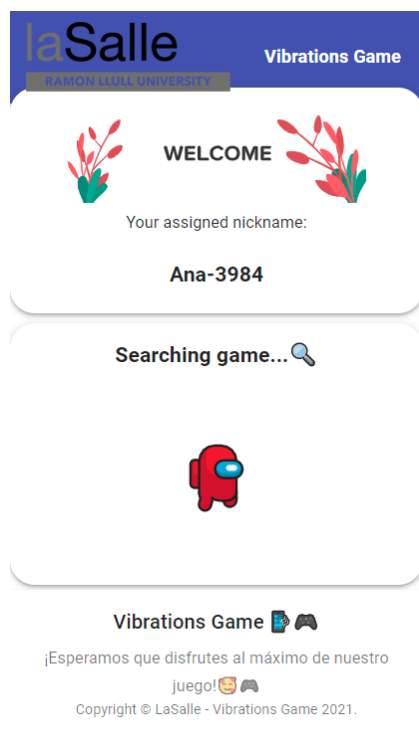 laSalle
RAMON LLULL UNIVERSITY
Vibrations Game
WELCOME
Your assigned nickname:
Ana-3984
Searching game...🔍
Vibrations Game 📳🎮
¡Esperamos que disfrutes al máximo de nuestro
juego!🥰🎮
Copyright © LaSalle - Vibrations Game 2021.